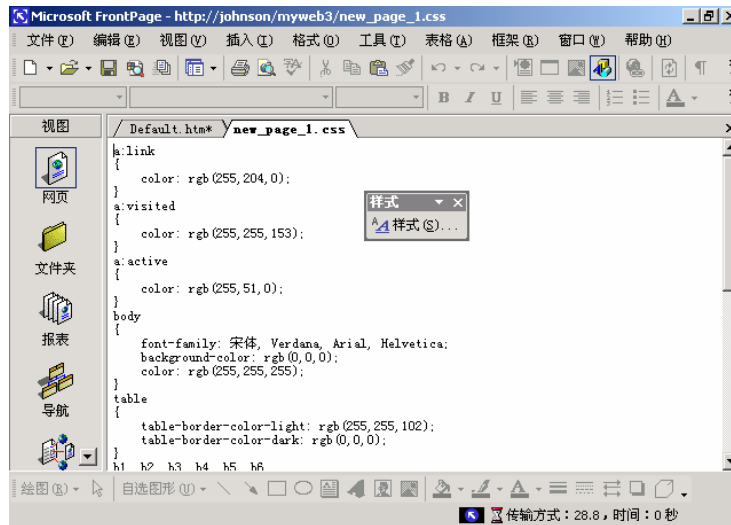 Microsoft FrontPage - http://johnson/myweb3/new_page_1.css
文件(F) 编辑(E) 视图(V) 插入(I) 格式(O) 工具(T) 表格(A) 框架(R) 窗口(W) 帮助(H)
B I U A
视图
Default.htm* new_page_1.css
网页
文件夹
报表
导航
a:link
{
color: rgb(255,204,0);
}
a:visited
{
color: rgb(255,255,153);
}
a:active
{
color: rgb(255,51,0);
}
body
{
font-family: 宋体, Verdana, Arial, Helvetica;
background-color: rgb(0,0,0);
color: rgb(255,255,255);
}
table
{
table-border-color-light: rgb(255,255,102);
table-border-color-dark: rgb(0,0,0);
}
h1, h2, h3, h4, h5, h6
样式
样式(S)...
绘图(R) 自选图形(U)
传输方式:28.8,时间:0秒